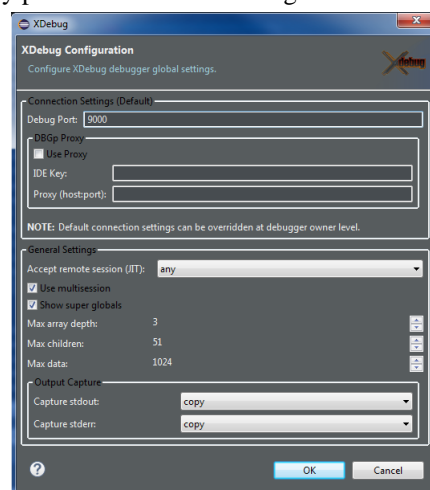 XDebug
XDebug Configuration
Configure XDebug debugger global settings.
Xdebug
Connection Settings (Default)
Debug Port: 9000
DBGp Proxy
Use Proxy
IDE Key:
Proxy (host:port):
NOTE: Default connection settings can be overridden at debugger owner level.
General Settings
Accept remote session (JIT): any
Use multisession
Show super globals
Max array depth: 3
Max children: 51
Max data: 1024
Output Capture
Capture stdout: copy
Capture stderr: copy
? OK Cancel